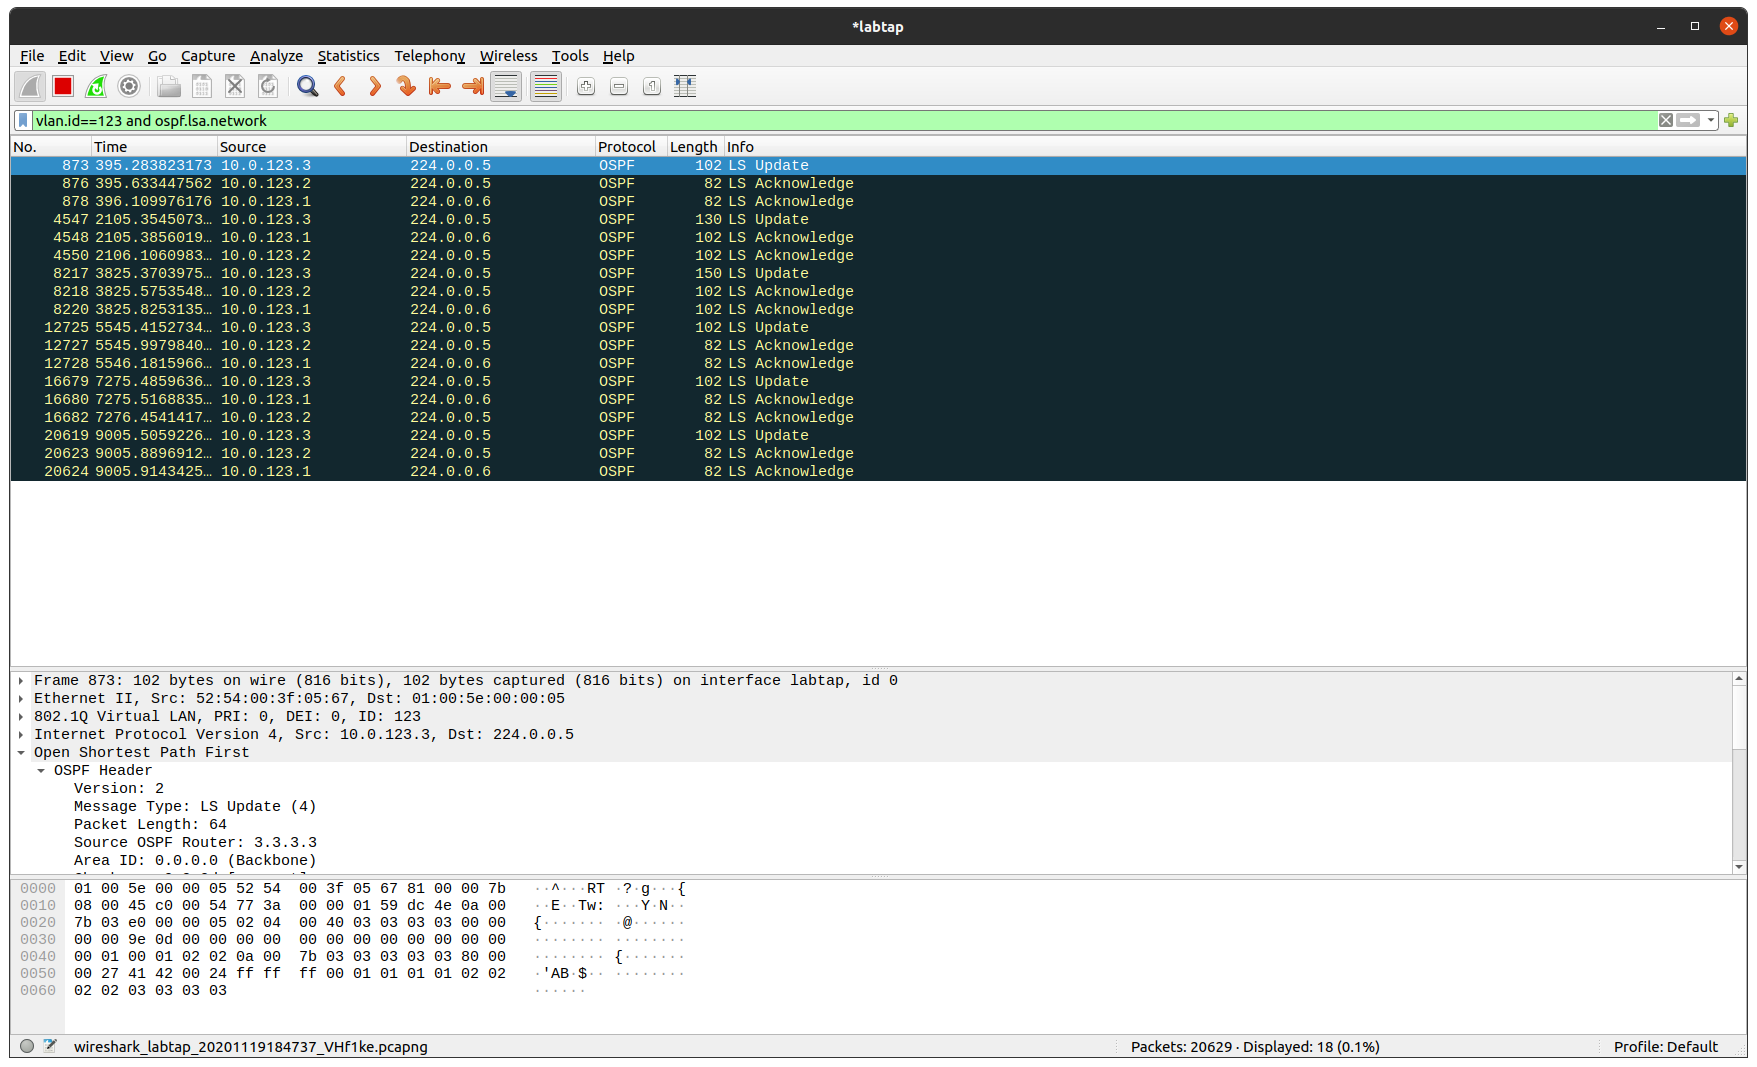 *labtap
File Edit View Go Capture Analyze Statistics Telephony Wireless Tools Help
vlan.id==123 and ospf.lsa.network
No. Time Source Destination Protocol Length Info
873 395.283823173 10.0.123.3 224.0.0.5 OSPF 102 LS Update
876 395.633447562 10.0.123.2 224.0.0.5 OSPF 82 LS Acknowledge
878 396.109976176 10.0.123.1 224.0.0.6 OSPF 82 LS Acknowledge
4547 2105.3545073… 10.0.123.3 224.0.0.5 OSPF 130 LS Update
4548 2105.3856019… 10.0.123.1 224.0.0.6 OSPF 102 LS Acknowledge
4550 2106.1060983… 10.0.123.2 224.0.0.5 OSPF 102 LS Acknowledge
8217 3825.3703975… 10.0.123.3 224.0.0.5 OSPF 150 LS Update
8218 3825.5753548… 10.0.123.2 224.0.0.5 OSPF 102 LS Acknowledge
8220 3825.8253135… 10.0.123.1 224.0.0.6 OSPF 102 LS Acknowledge
12725 5545.4152734… 10.0.123.3 224.0.0.5 OSPF 102 LS Update
12727 5545.9979840… 10.0.123.2 224.0.0.5 OSPF 82 LS Acknowledge
12728 5546.1815966… 10.0.123.1 224.0.0.6 OSPF 82 LS Acknowledge
16679 7275.4859636… 10.0.123.3 224.0.0.5 OSPF 102 LS Update
16680 7275.5168835… 10.0.123.1 224.0.0.6 OSPF 82 LS Acknowledge
16682 7276.4541417… 10.0.123.2 224.0.0.5 OSPF 82 LS Acknowledge
20619 9005.5059226… 10.0.123.3 224.0.0.5 OSPF 102 LS Update
20623 9005.8896912… 10.0.123.2 224.0.0.5 OSPF 82 LS Acknowledge
20624 9005.9143425… 10.0.123.1 224.0.0.6 OSPF 82 LS Acknowledge
Frame 873: 102 bytes on wire (816 bits), 102 bytes captured (816 bits) on interface labtap, id 0
Ethernet II, Src: 52:54:00:3f:05:67, Dst: 01:00:5e:00:00:05
802.1Q Virtual LAN, PRI: 0, DEI: 0, ID: 123
Internet Protocol Version 4, Src: 10.0.123.3, Dst: 224.0.0.5
Open Shortest Path First
OSPF Header
Version: 2
Message Type: LS Update (4)
Packet Length: 64
Source OSPF Router: 3.3.3.3
Area ID: 0.0.0.0 (Backbone)
0000 01 00 5e 00 00 05 52 54 00 3f 05 67 81 00 00 7b ··^···RT ·?·g···{
0010 08 00 45 c0 00 54 77 3a 00 00 01 59 dc 4e 0a 00 ··E··Tw: ···Y·N··
0020 7b 03 e0 00 00 05 02 04 00 40 03 03 03 03 00 00 {······· ·@······
0030 00 00 9e 0d 00 00 00 00 00 00 00 00 00 00 00 00 ········ ········
0040 00 01 00 01 02 02 0a 00 7b 03 03 03 03 03 80 00 ········ {·······
0050 00 27 41 42 00 24 ff ff ff 00 01 01 01 01 02 02 ·'AB·$·· ········
0060 02 02 03 03 03 03 ······
wireshark_labtap_20201119184737_VHf1ke.pcapng Packets: 20629 · Displayed: 18 (0.1%) Profile: Default